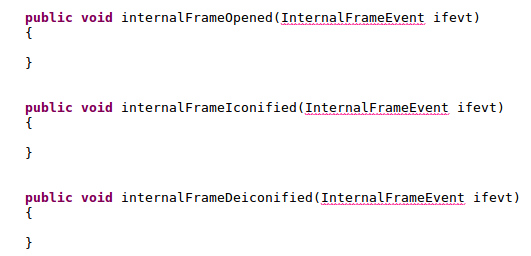 public void internalFrameOpened(InternalFrameEvent ifevt)
{
}
public void internalFrameIconified(InternalFrameEvent ifevt)
{
}
public void internalFrameDeiconified(InternalFrameEvent ifevt)
{
}